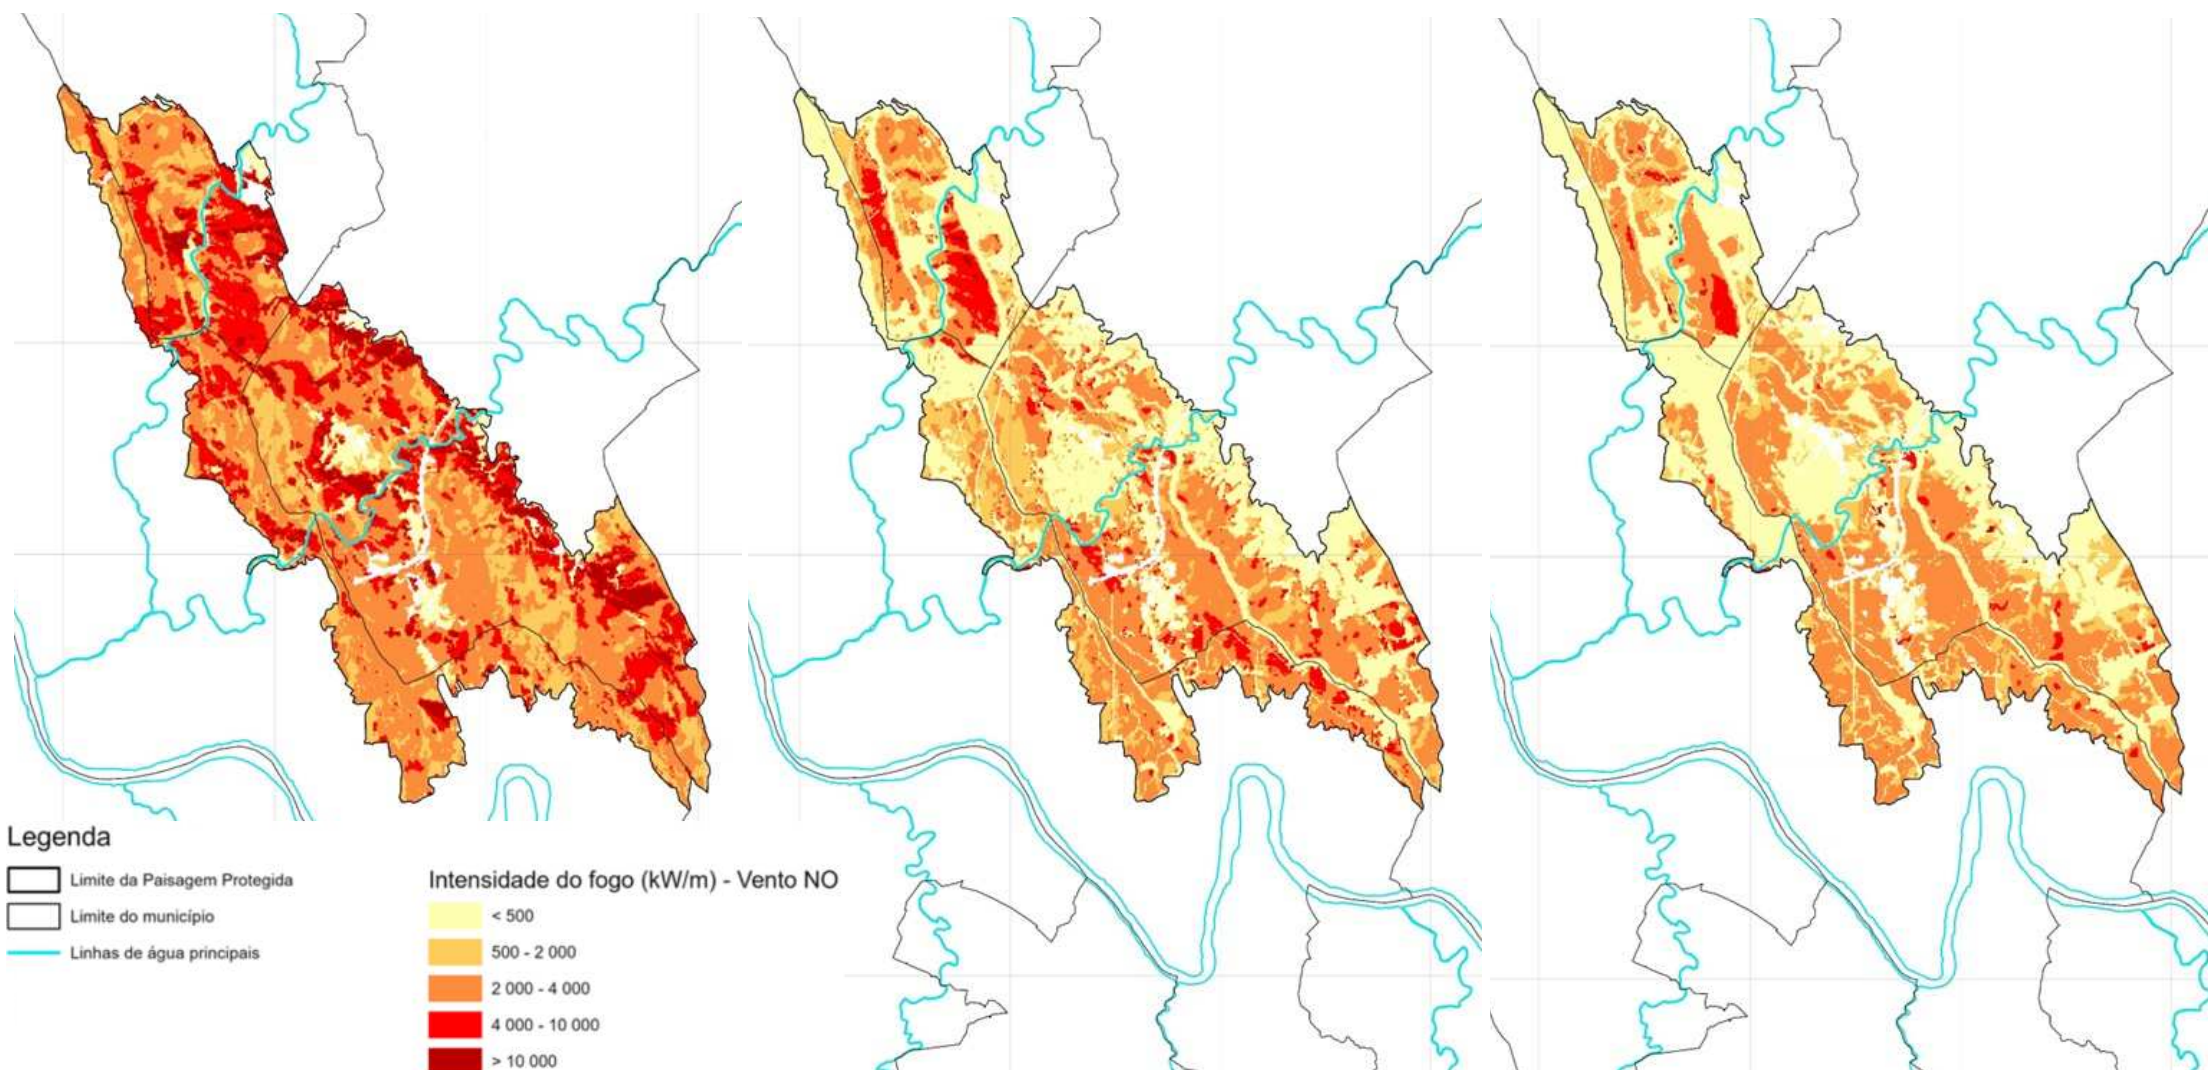 Legenda
Limite da Paisagem Protegida
Limite do município
Linhas de água principais
Intensidade do fogo (kW/m) - Vento NO
< 500
500 - 2 000
2 000 - 4 000
4 000 - 10 000
> 10 000